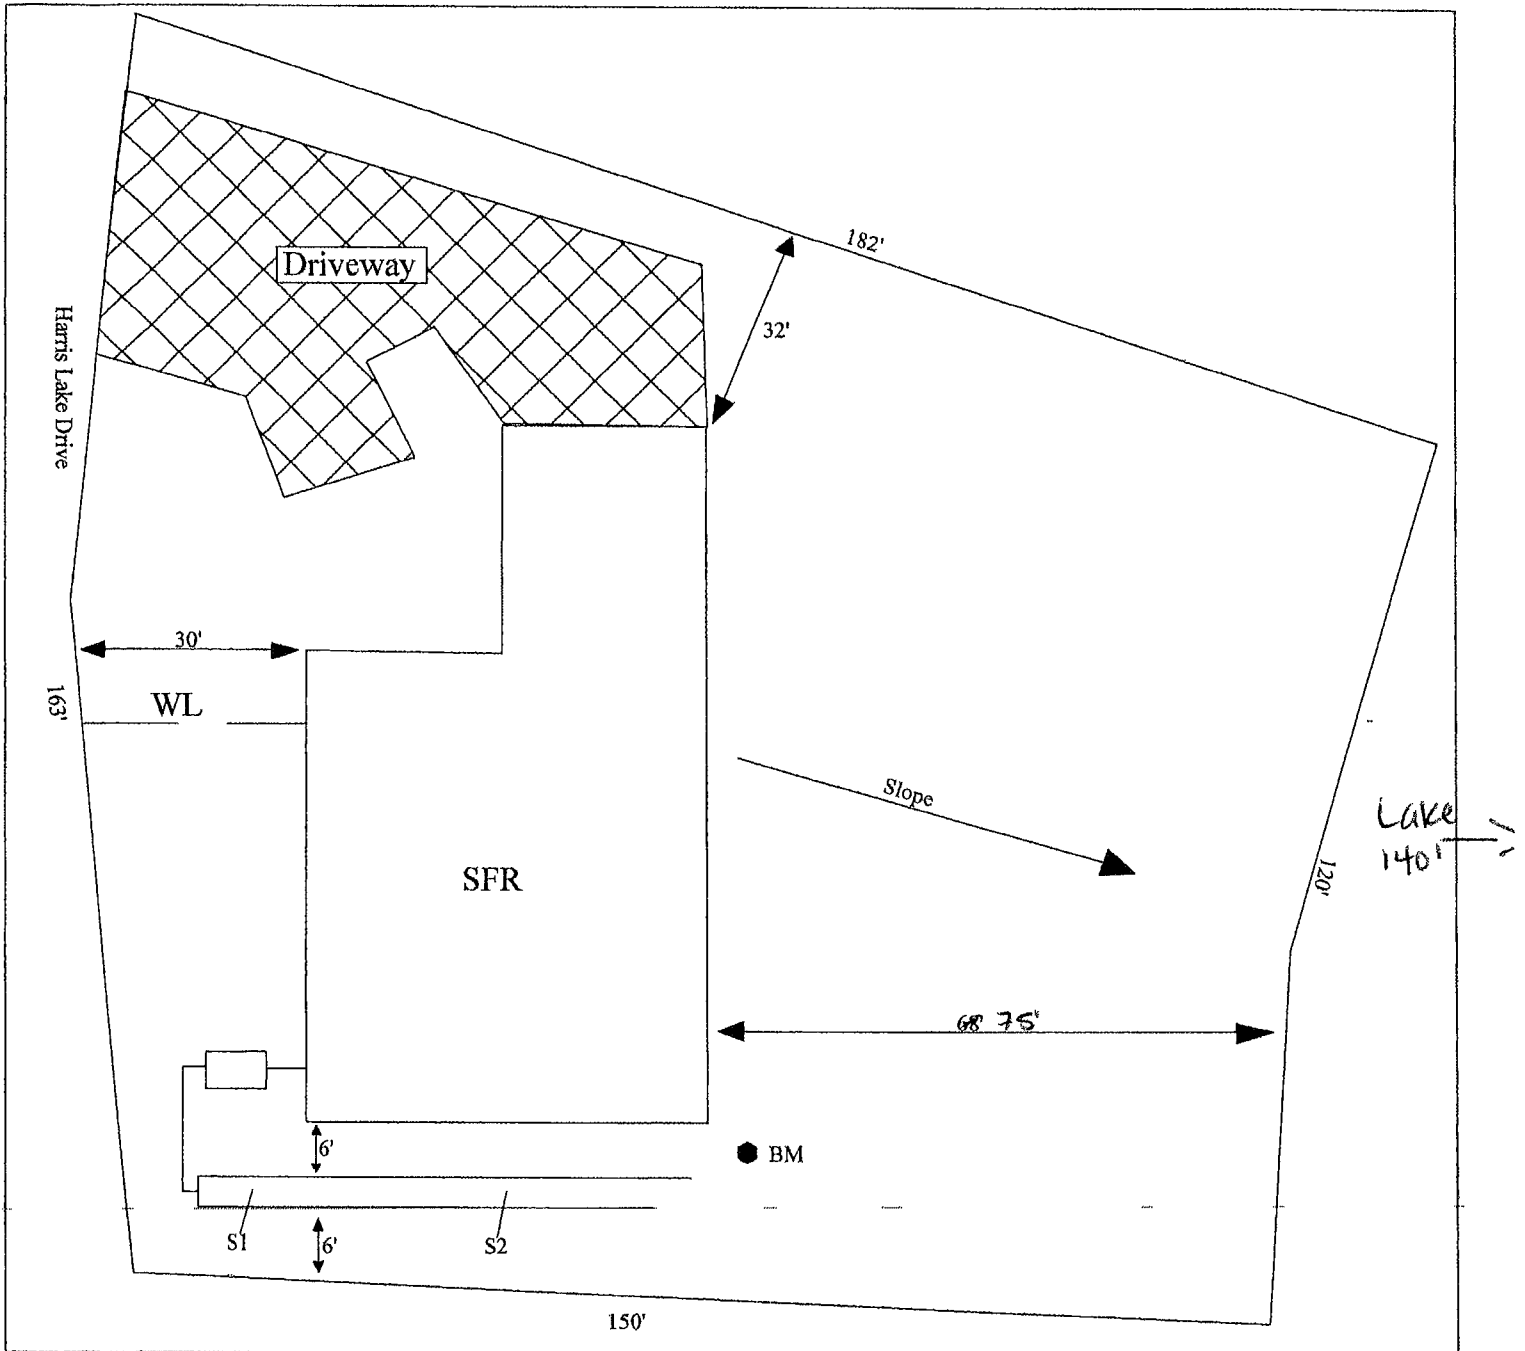 182'
Driveway
32'
Harris Lake Drive
30'
163'
WL
Slope
Lake
140'
SFR
120'
75'
6'
BM
S1
S2
6'
150'